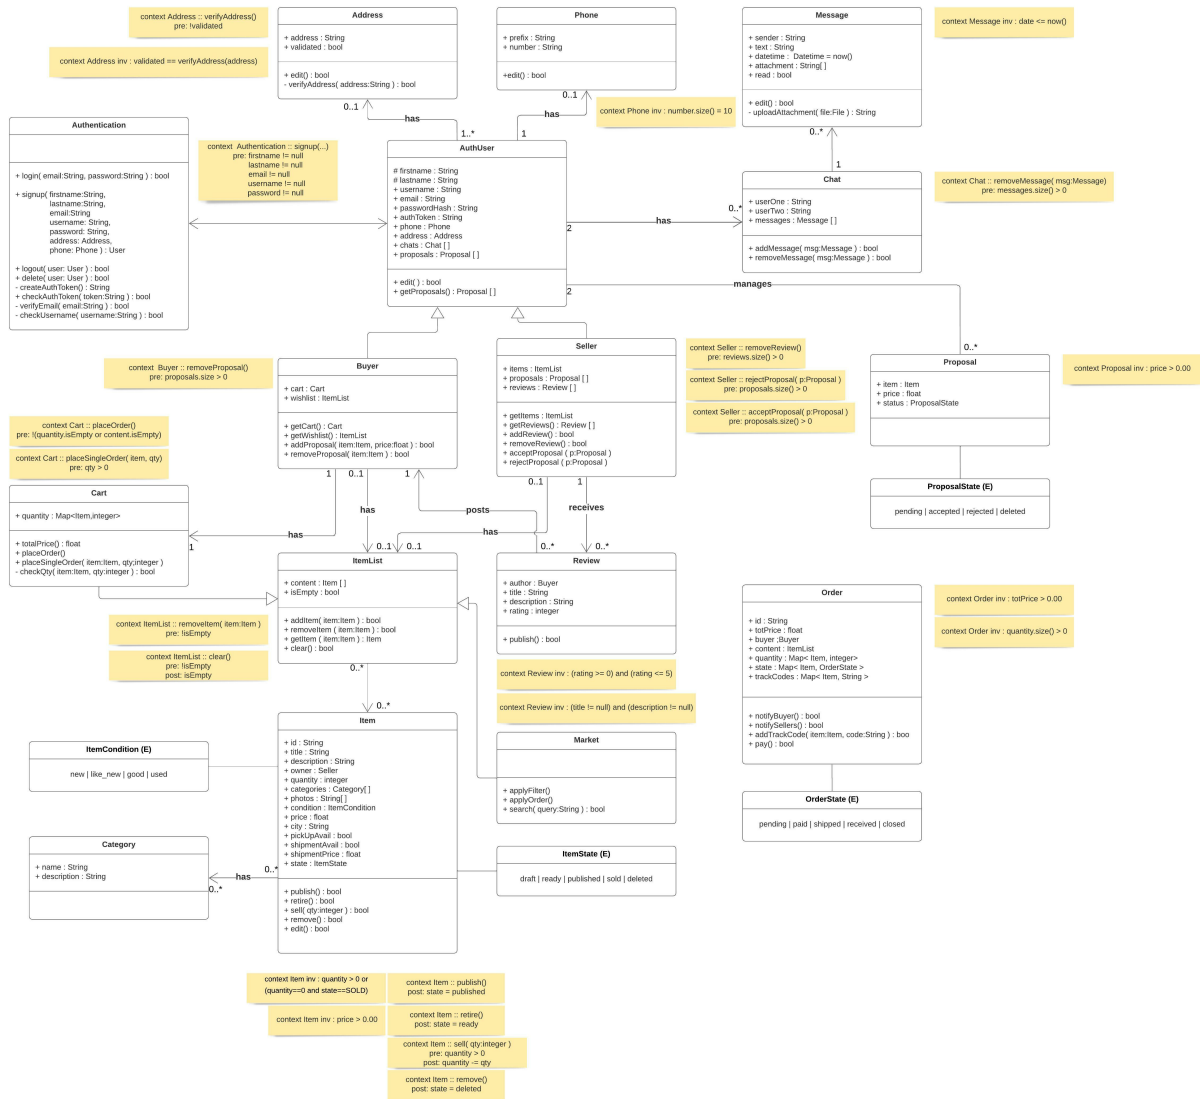 context Address :: verifyAddress()
pre: !validated
context Address inv : validated == verifyAddress(address)
Address
+ address : String
+ validated : bool
+ edit() : bool
- verifyAddress( address:String ) : bool
0..1
has
1..*
Phone
+ prefix : String
+ number : String
+edit() : bool
0..1
has
1
context Phone inv : number.size() = 10
Message
+ sender : String
+ text : String
+ datetime : Datetime = now()
+ attachment : String[ ]
+ read : bool
+ edit() : bool
- uploadAttachment( file:File ) : String
0..*
1
context Message inv : date <= now()
Authentication
+ login( email:String, password:String ) : bool
+ signup( firstname:String,
lastname:String,
email:String
username: String,
password: String,
address: Address,
phone: Phone ) : User
+ logout( user: User ) : bool
+ delete( user: User ) : bool
- createAuthToken() : String
+ checkAuthToken( token:String ) : bool
- verifyEmail( email:String ) : bool
- checkUsername( username:String ) : bool
context Authentication :: signup(...)
pre: firstname != null
lastname != null
email != null
username != null
password != null
AuthUser
# firstname : String
# lastname : String
+ username : String
+ email : String
+ passwordHash : String
+ authToken : String
+ phone : Phone
+ address : Address
+ chats : Chat [ ]
+ proposals : Proposal [ ]
+ edit( ) : bool
+ getProposals() : Proposal [ ]
2
has
0..*
Chat
+ userOne : String
+ userTwo : String
+ messages : Message [ ]
+ addMessage( msg:Message ) : bool
+ removeMessage( msg:Message ) : bool
context Chat :: removeMessage( msg:Message)
pre: messages.size() > 0
2
manages
0..*
context Buyer :: removeProposal()
pre: proposals.size > 0
Buyer
+ cart : Cart
+ wishlist : ItemList
+ getCart() : Cart
+ getWishlist() : ItemList
+ addProposal( item:Item, price:float ) : bool
+ removeProposal( item:Item ) : bool
Seller
+ items : ItemList
+ proposals : Proposal [ ]
+ reviews : Review [ ]
+ getItems : ItemList
+ getReviews() : Review [ ]
+ addReview() : bool
+ removeReview() : bool
+ acceptProposal ( p:Proposal )
+ rejectProposal ( p:Proposal )
context Seller :: removeReview()
pre: reviews.size() > 0
context Seller :: rejectProposal( p:Proposal )
pre: proposals.size() > 0
context Seller :: acceptProposal( p:Proposal )
pre: proposals.size() > 0
Proposal
+ item : Item
+ price : float
+ status : ProposalState
context Proposal inv : price > 0.00
ProposalState (E)
pending | accepted | rejected | deleted
context Cart :: placeOrder()
pre: !(quantity.isEmpty or content.isEmpty)
context Cart :: placeSingleOrder( item, qty)
pre: qty > 0
Cart
+ quantity : Map<Item,integer>
+ totalPrice() : float
+ placeOrder()
+ placeSingleOrder( item:Item, qty;integer )
- checkQty( item:Item, qty:integer ) : bool
1
has
1
0..1
has
0..1
1
posts
0..*
0..1
has
0..1
1
receives
0..*
ItemList
+ content : Item [ ]
+ isEmpty : bool
+ addItem( item:Item ) : bool
+ removeItem ( item:Item ) : bool
+ getItem ( item:Item ) : Item
+ clear() : bool
context ItemList :: removeItem( item:Item )
pre: !isEmpty
context ItemList :: clear()
pre: !isEmpty
post: isEmpty
Review
+ author : Buyer
+ title : String
+ description : String
+ rating : integer
+ publish() : bool
context Review inv : (rating >= 0) and (rating <= 5)
context Review inv : (title != null) and (description != null)
Order
+ id : String
+ totPrice : float
+ buyer ;Buyer
+ content : ItemList
+ quantity : Map< Item, integer>
+ state : Map< Item, OrderState >
+ trackCodes : Map< Item, String >
+ notifyBuyer() : bool
+ notifySellers() : bool
+ addTrackCode( item:Item, code:String ) : boo
+ pay() : bool
context Order inv : totPrice > 0.00
context Order inv : quantity.size() > 0
OrderState (E)
pending | paid | shipped | received | closed
0..*
0..*
Item
+ id : String
+ title : String
+ description : String
+ owner : Seller
+ quantity : integer
+ categories : Category[ ]
+ photos : String[ ]
+ condition : ItemCondition
+ price : float
+ city : String
+ pickUpAvail : bool
+ shipmentAvail : bool
+ shipmentPrice : float
+ state : ItemState
+ publish() : bool
+ retire() : bool
+ sell( qty:integer ) : bool
+ remove() : bool
+ edit() : bool
ItemCondition (E)
new | like_new | good | used
Category
+ name : String
+ description : String
0..*
has
0..*
Market
+ applyFilter()
+ applyOrder()
+ search( query:String ) : bool
ItemState (E)
draft | ready | published | sold | deleted
context Item inv : quantity > 0 or
(quantity==0 and state==SOLD)
context Item inv : price > 0.00
context Item :: publish()
post: state = published
context Item :: retire()
post: state = ready
context Item :: sell( qty:integer )
pre: quantity > 0
post: quantity -= qty
context Item :: remove()
post: state = deleted